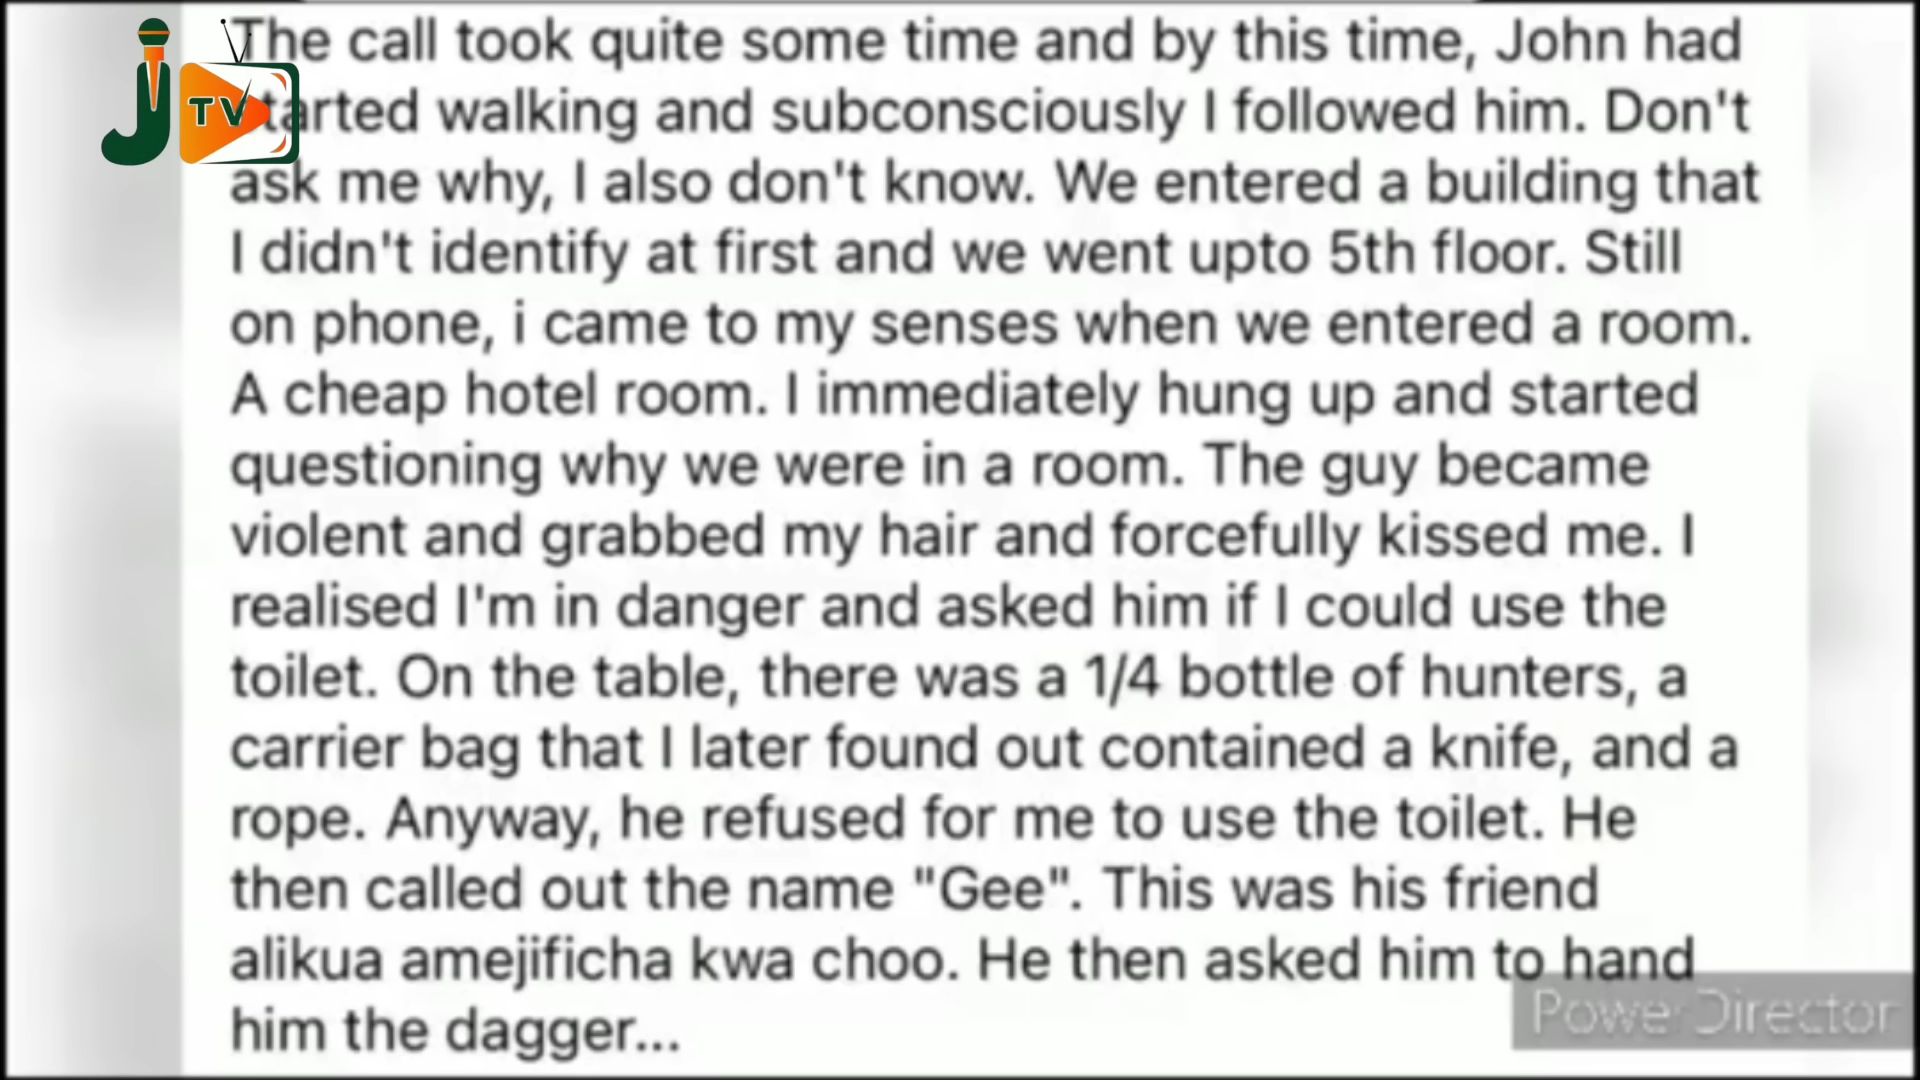 The call took quite some time and by this time, John had
started walking and subconsciously I followed him. Don't
ask me why, I also don't know. We entered a building that
I didn't identify at first and we went upto 5th floor. Still
on phone, i came to my senses when we entered a room.
A cheap hotel room. I immediately hung up and started
questioning why we were in a room. The guy became
violent and grabbed my hair and forcefully kissed me. I
realised I'm in danger and asked him if I could use the
toilet. On the table, there was a 1/4 bottle of hunters, a
carrier bag that I later found out contained a knife, and a
rope. Anyway, he refused for me to use the toilet. He
then called out the name "Gee". This was his friend
alikua amejificha kwa choo. He then asked him to hand
him the dagger...
J TV
PowerDirector